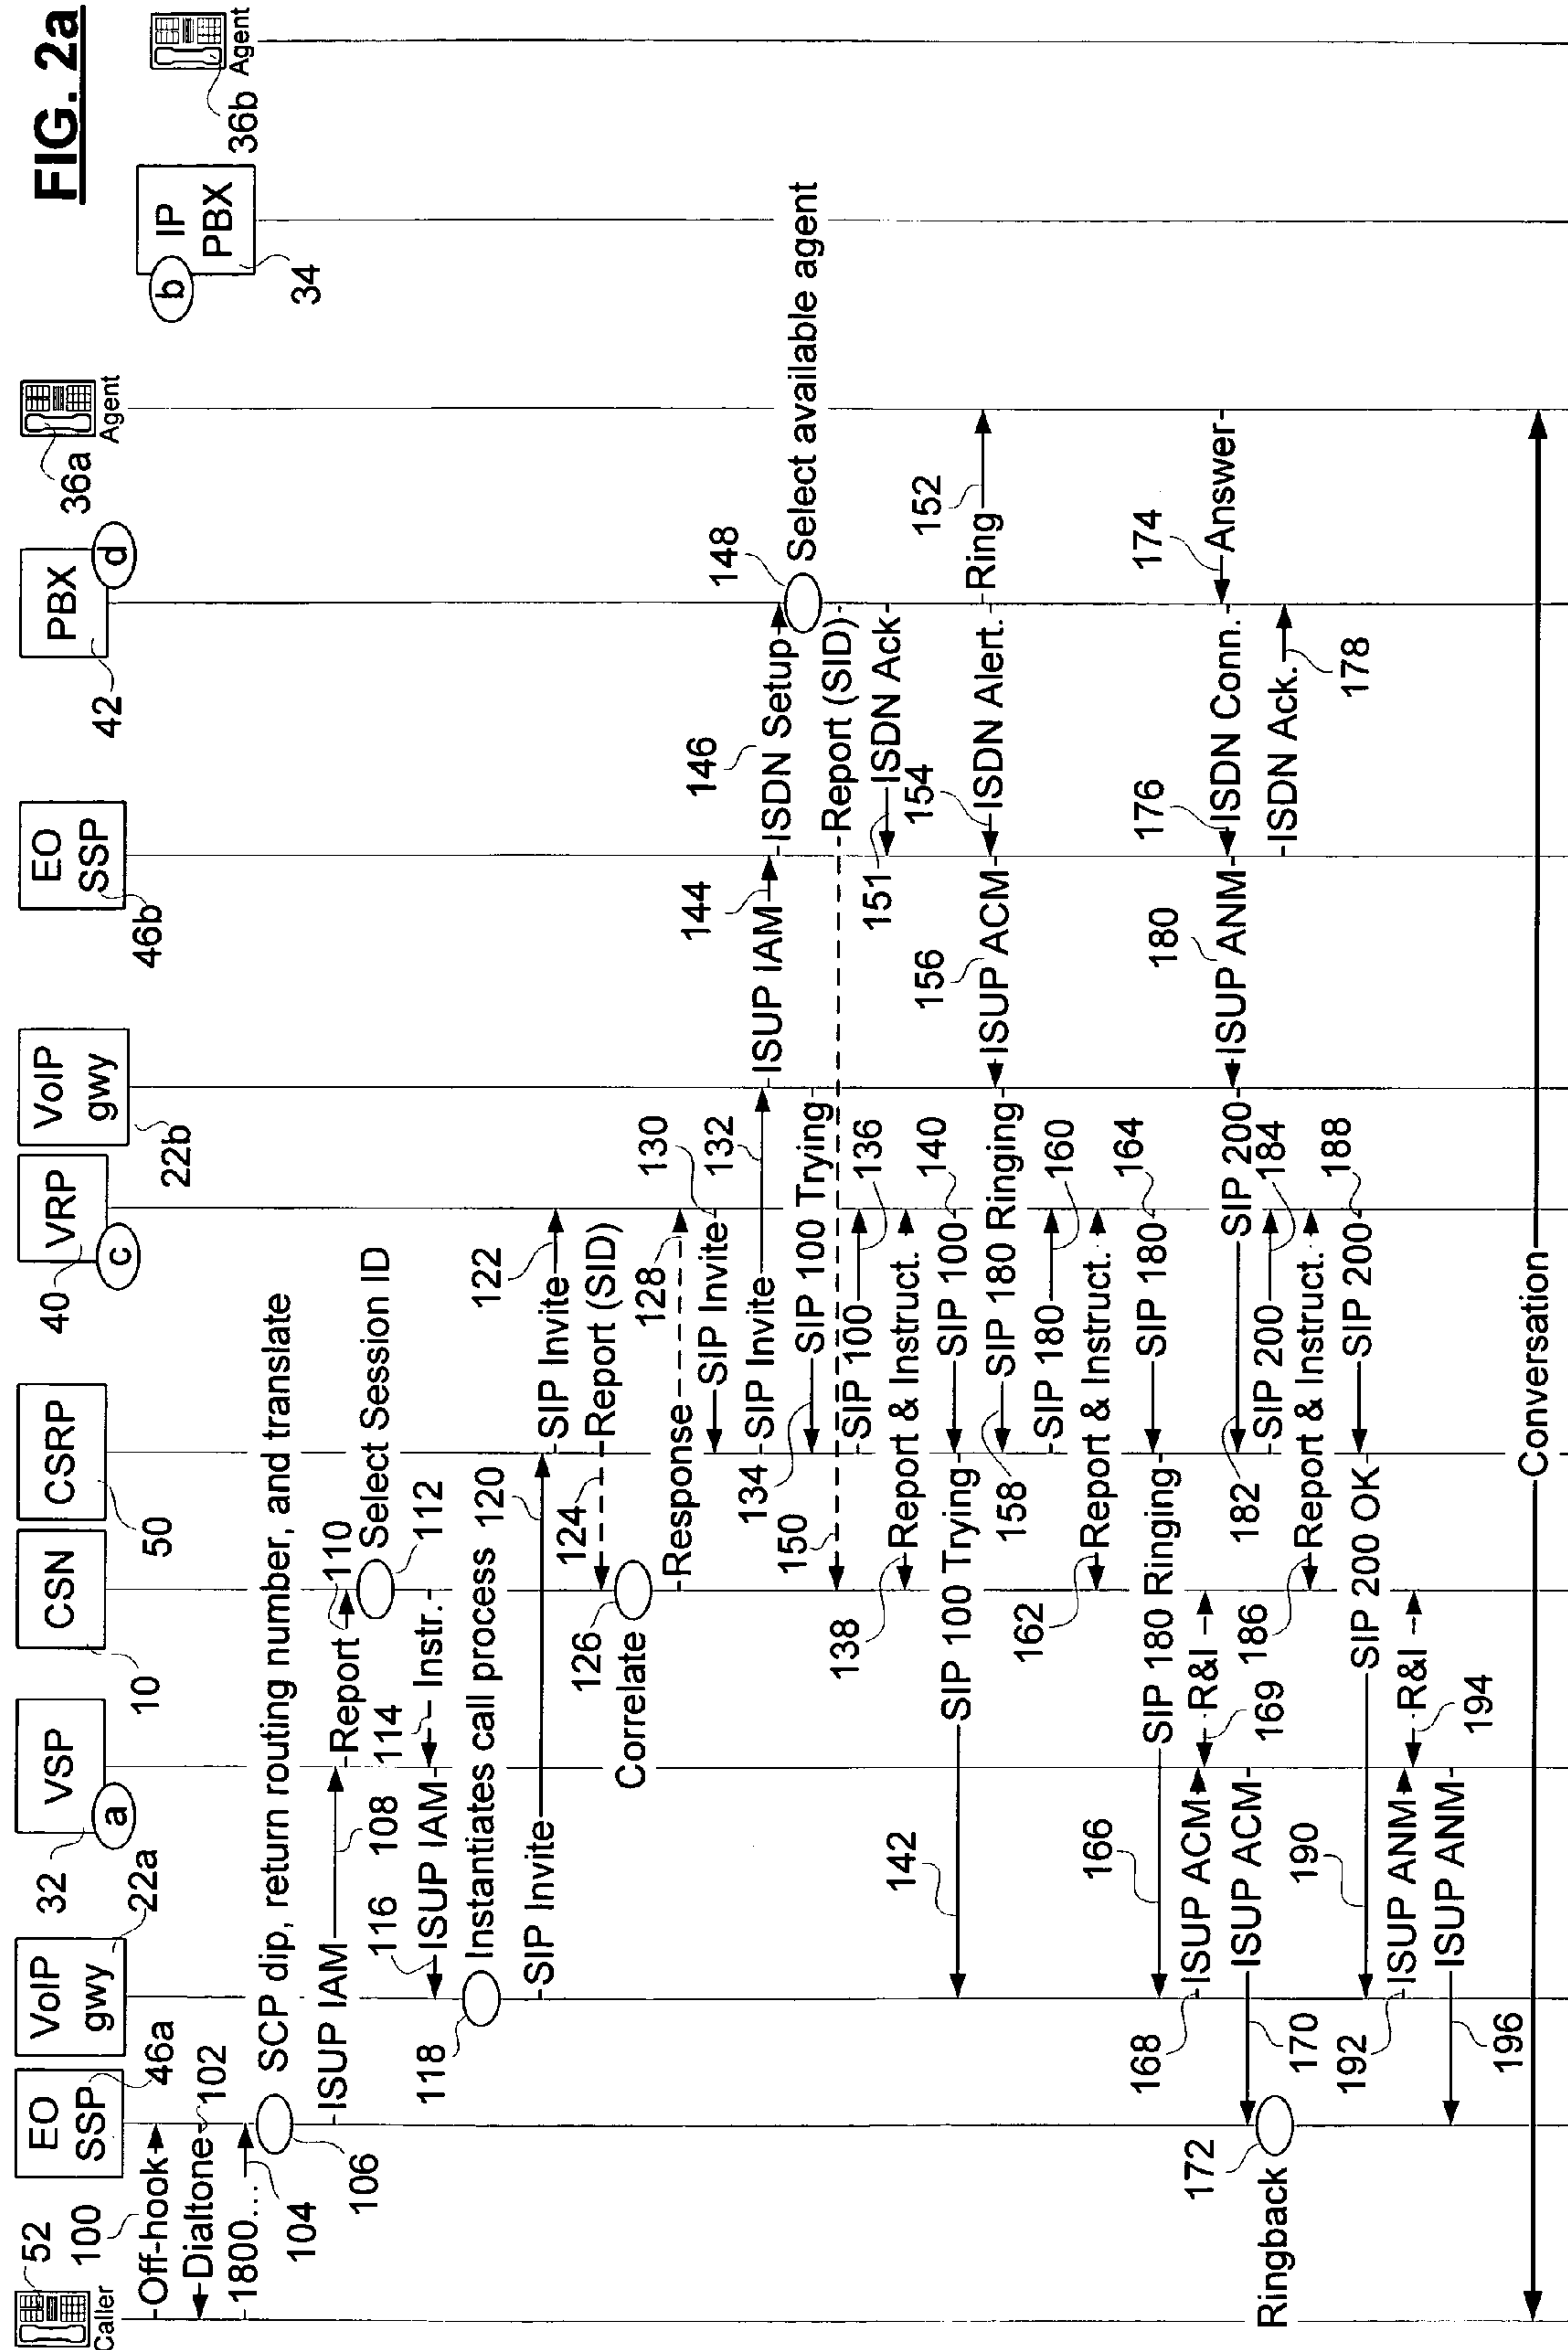 FIG. 2a
52
Caller
EO
SSP
46a
VoIP
gwy
22a
VSP
a
32
CSN
10
CSRP
50
VRP
c
40
VoIP
gwy
22b
EO
SSP
46b
PBX
d
42
Agent
36a
IP
PBX
b
34
Agent
36b
100
Off-hook
Dialtone
102
1800...
104
106
SCP dip, return routing number, and translate
ISUP IAM
108
Report
110
Select Session ID
112
Instr.
114
ISUP IAM
116
118
Instantiates call process
SIP Invite
120
SIP Invite
122
Report (SID)
124
126
Correlate
Response
128
SIP Invite
130
SIP Invite
132
ISUP IAM
144
ISDN Setup
146
148
Select available agent
SIP 100 Trying
134
Report (SID)
150
SIP 100
136
ISDN Ack
151
Report & Instruct.
138
SIP 100
140
SIP 100 Trying
142
Ring
152
ISDN Alert.
154
ISUP ACM
156
SIP 180 Ringing
158
SIP 180
160
Report & Instruct.
162
SIP 180
164
SIP 180 Ringing
166
ISUP ACM
168
R&I
169
ISUP ACM
170
172
Ringback
Answer
174
ISDN Conn.
176
ISDN Ack.
178
ISUP ANM
180
SIP 200
182
SIP 200
184
Report & Instruct.
186
SIP 200
188
SIP 200 OK
190
ISUP ANM
192
R&I
194
ISUP ANM
196
Conversation